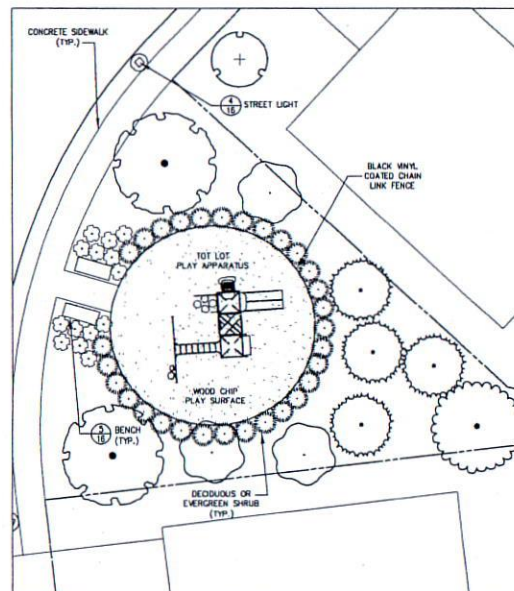 CONCRETE SIDEWALK
(TYP.)
4
16
STREET LIGHT
BLACK VINYL
COATED CHAIN
LINK FENCE
TOT LOT
PLAY APPARATUS
WOOD CHIP
PLAY SURFACE
5
16
BENCH
(TYP.)
DECIDUOUS OR
EVERGREEN SHRUB
(TYP.)